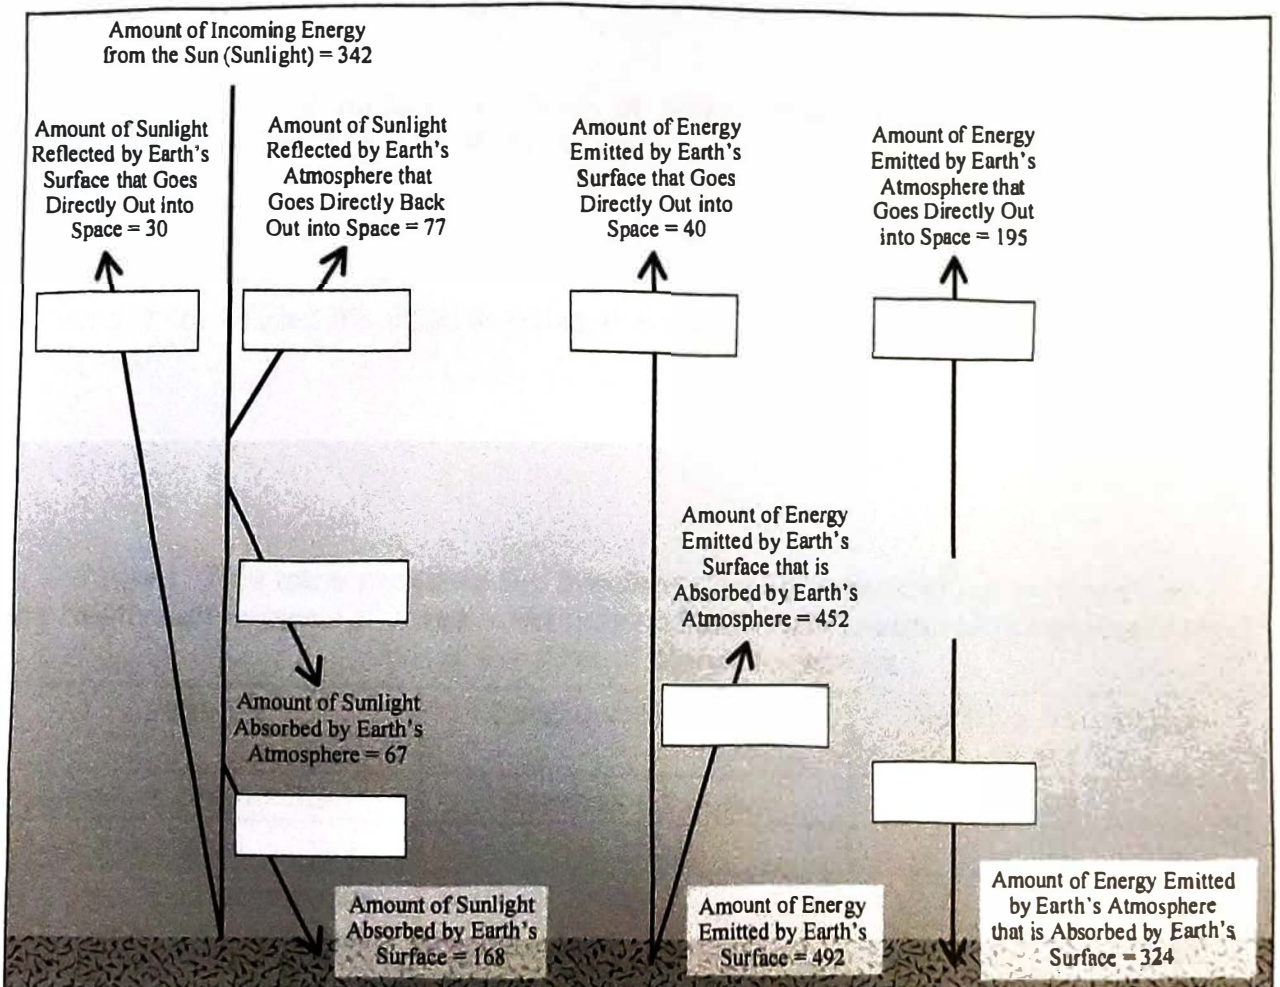 Amount of Incoming Energy
from the Sun (Sunlight) = 342
Amount of Sunlight
Reflected by Earth's
Surface that Goes
Directly Out into
Space = 30
Amount of Sunlight
Reflected by Earth's
Atmosphere that
Goes Directly Back
Out into Space = 77
Amount of Energy
Emitted by Earth's
Surface that Goes
Directly Out into
Space = 40
Amount of Energy
Emitted by Earth's
Atmosphere that
Goes Directly Out
into Space = 195
Amount of Energy
Emitted by Earth's
Surface that is
Absorbed by Earth's
Atmosphere = 452
Amount of Sunlight
Absorbed by Earth's
Atmosphere = 67
Amount of Sunlight
Absorbed by Earth's
Surface = 168
Amount of Energy
Emitted by Earth's
Surface = 492
Amount of Energy Emitted
by Earth's Atmosphere
that is Absorbed by Earth's
Surface = 324